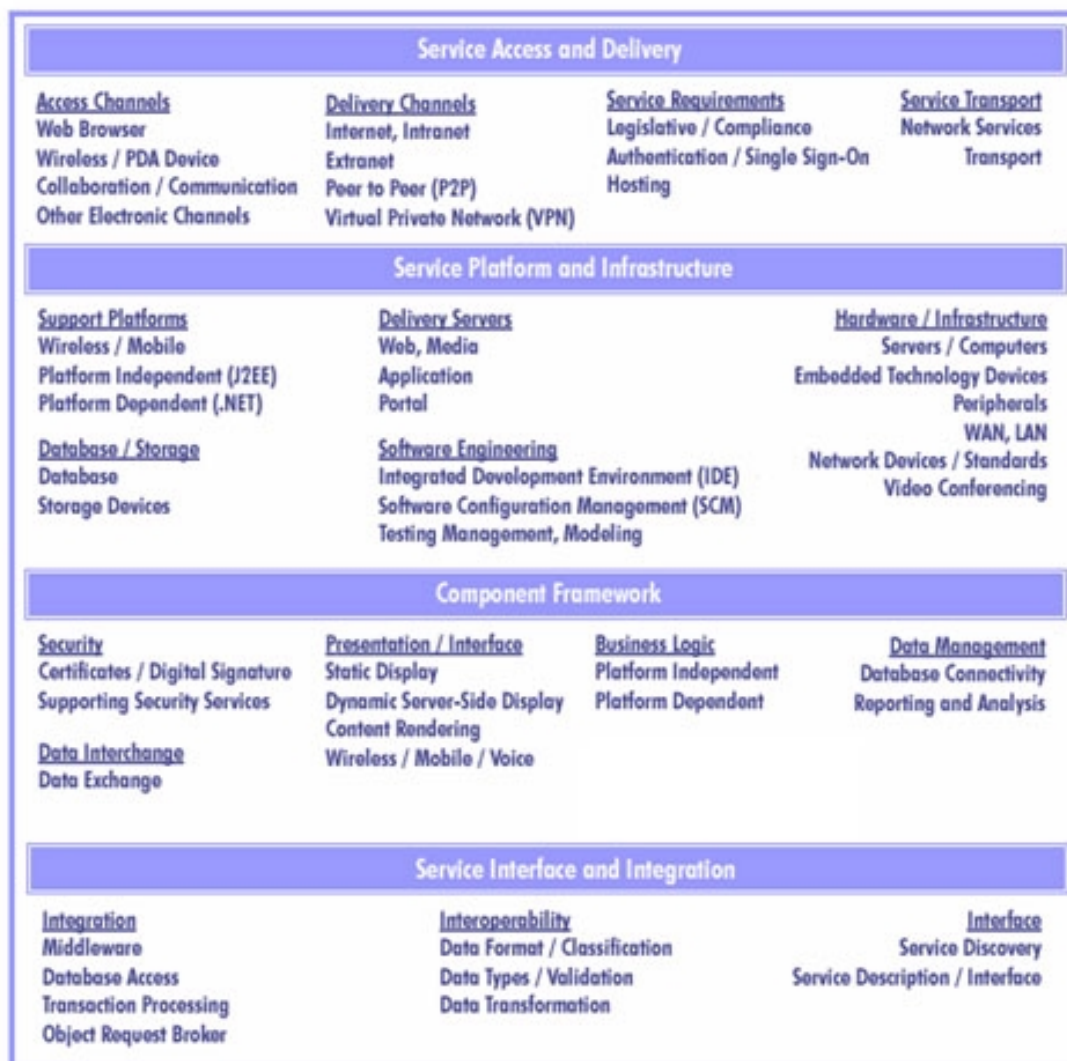 Service Access and Delivery
Access Channels
Web Browser
Wireless / PDA Device
Collaboration / Communication
Other Electronic Channels
Delivery Channels
Internet, Intranet
Extranet
Peer to Peer (P2P)
Virtual Private Network (VPN)
Service Requirements
Legislative / Compliance
Authentication / Single Sign-On
Hosting
Service Transport
Network Services
Transport
Service Platform and Infrastructure
Support Platforms
Wireless / Mobile
Platform Independent (J2EE)
Platform Dependent (.NET)
Database / Storage
Database
Storage Devices
Delivery Servers
Web, Media
Application
Portal
Software Engineering
Integrated Development Environment (IDE)
Software Configuration Management (SCM)
Testing Management, Modeling
Hardware / Infrastructure
Servers / Computers
Embedded Technology Devices
Peripherals
WAN, LAN
Network Devices / Standards
Video Conferencing
Component Framework
Security
Certificates / Digital Signature
Supporting Security Services
Data Interchange
Data Exchange
Presentation / Interface
Static Display
Dynamic Server-Side Display
Content Rendering
Wireless / Mobile / Voice
Business Logic
Platform Independent
Platform Dependent
Data Management
Database Connectivity
Reporting and Analysis
Service Interface and Integration
Integration
Middleware
Database Access
Transaction Processing
Object Request Broker
Interoperability
Data Format / Classification
Data Types / Validation
Data Transformation
Interface
Service Discovery
Service Description / Interface